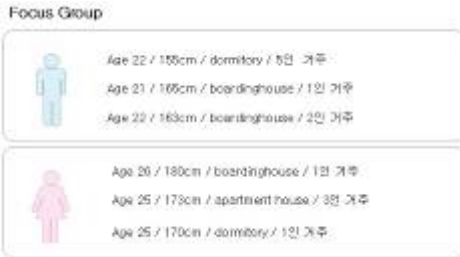 Focus Group
Age 22 / 155cm / dormitory / 5인 거주
Age 21 / 165cm / boardinghouse / 1인 거주
Age 22 / 163cm / boardinghouse / 2인 거주
Age 26 / 180cm / boardinghouse / 1인 거주
Age 25 / 173cm / apartment house / 3인 거주
Age 25 / 170cm / dormitory / 1인 거주